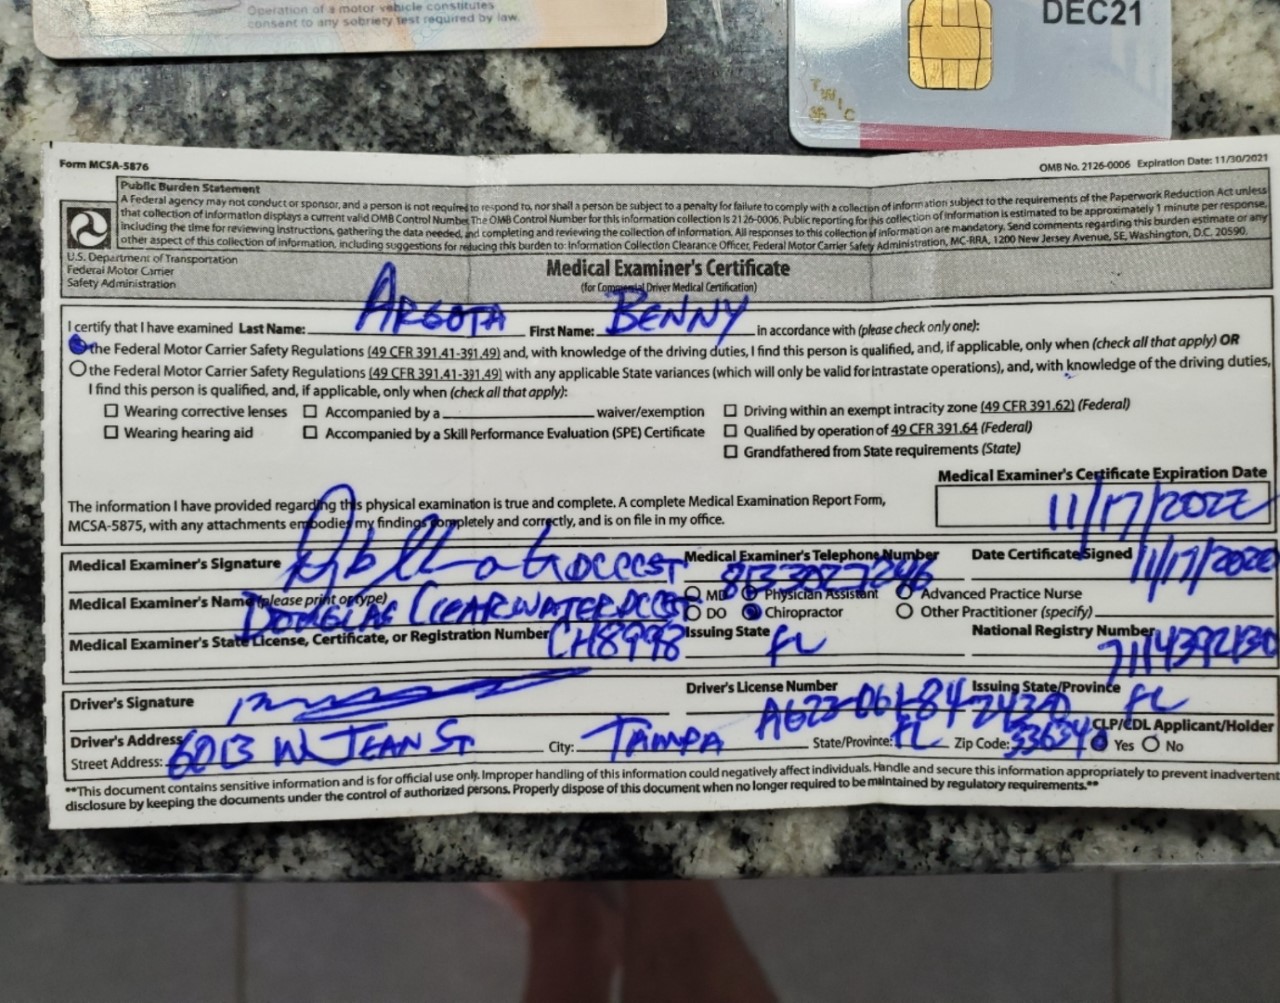 Operation of a motor vehicle constitutes
consent to any sobriety test required by law.
DEC21
TWIC
Form MCSA-5876
OMB No. 2126-0006 Expiration Date: 11/30/2021
Public Burden Statement
A Federal agency may not conduct or sponsor, and a person is not required to respond to, nor shall a person be subject to a penalty for failure to comply with a collection of information subject to the requirements of the Paperwork Reduction Act unless
that collection of information displays a current valid OMB Control Number. The OMB Control Number for this information collection is 2126-0006. Public reporting for this collection of information is estimated to be approximately 1 minute per response,
including the time for reviewing instructions, gathering the data needed, and completing and reviewing the collection of information. All responses to this collection of information are mandatory. Send comments regarding this burden estimate or any
other aspect of this collection of information, including suggestions for reducing this burden to: Information Collection Clearance Officer, Federal Motor Carrier Safety Administration, MC-RRA, 1200 New Jersey Avenue, SE, Washington, D.C. 20590.
U.S. Department of Transportation
Federal Motor Carrier
Safety Administration
Medical Examiner's Certificate
(for Commercial Driver Medical Certification)
I certify that I have examined Last Name: ARGOTA First Name: BENNY in accordance with (please check only one):
the Federal Motor Carrier Safety Regulations (49 CFR 391.41-391.49) and, with knowledge of the driving duties, I find this person is qualified, and, if applicable, only when (check all that apply) OR
the Federal Motor Carrier Safety Regulations (49 CFR 391.41-391.49) with any applicable State variances (which will only be valid for intrastate operations), and, with knowledge of the driving duties,
I find this person is qualified, and, if applicable, only when (check all that apply):
Wearing corrective lenses Accompanied by a waiver/exemption Driving within an exempt intracity zone (49 CFR 391.62) (Federal)
Wearing hearing aid Accompanied by a Skill Performance Evaluation (SPE) Certificate Qualified by operation of 49 CFR 391.64 (Federal)
Grandfathered from State requirements (State)
Medical Examiner's Certificate Expiration Date
11/17/2022
The information I have provided regarding this physical examination is true and complete. A complete Medical Examination Report Form,
MCSA-5875, with any attachments embodies my findings completely and correctly, and is on file in my office.
Medical Examiner's Signature Medical Examiner's Telephone Number Date Certificate Signed 11/17/2020
Medical Examiner's Name (please print or type) DOUGLAS CLEARWATER MD Physician Assistant Advanced Practice Nurse
DO Chiropractor Other Practitioner (specify)
Medical Examiner's State License, Certificate, or Registration Number CH8998 Issuing State FL National Registry Number 7114392130
Driver's Signature Driver's License Number Issuing State/Province FL
Driver's Address CLP/CDL Applicant/Holder
Street Address: 6013 W JEAN ST City: TAMPA State/Province: FL Zip Code: 33634 Yes No
**This document contains sensitive information and is for official use only. Improper handling of this information could negatively affect individuals. Handle and secure this information appropriately to prevent inadvertent
disclosure by keeping the documents under the control of authorized persons. Properly dispose of this document when no longer required to be maintained by regulatory requirements.**